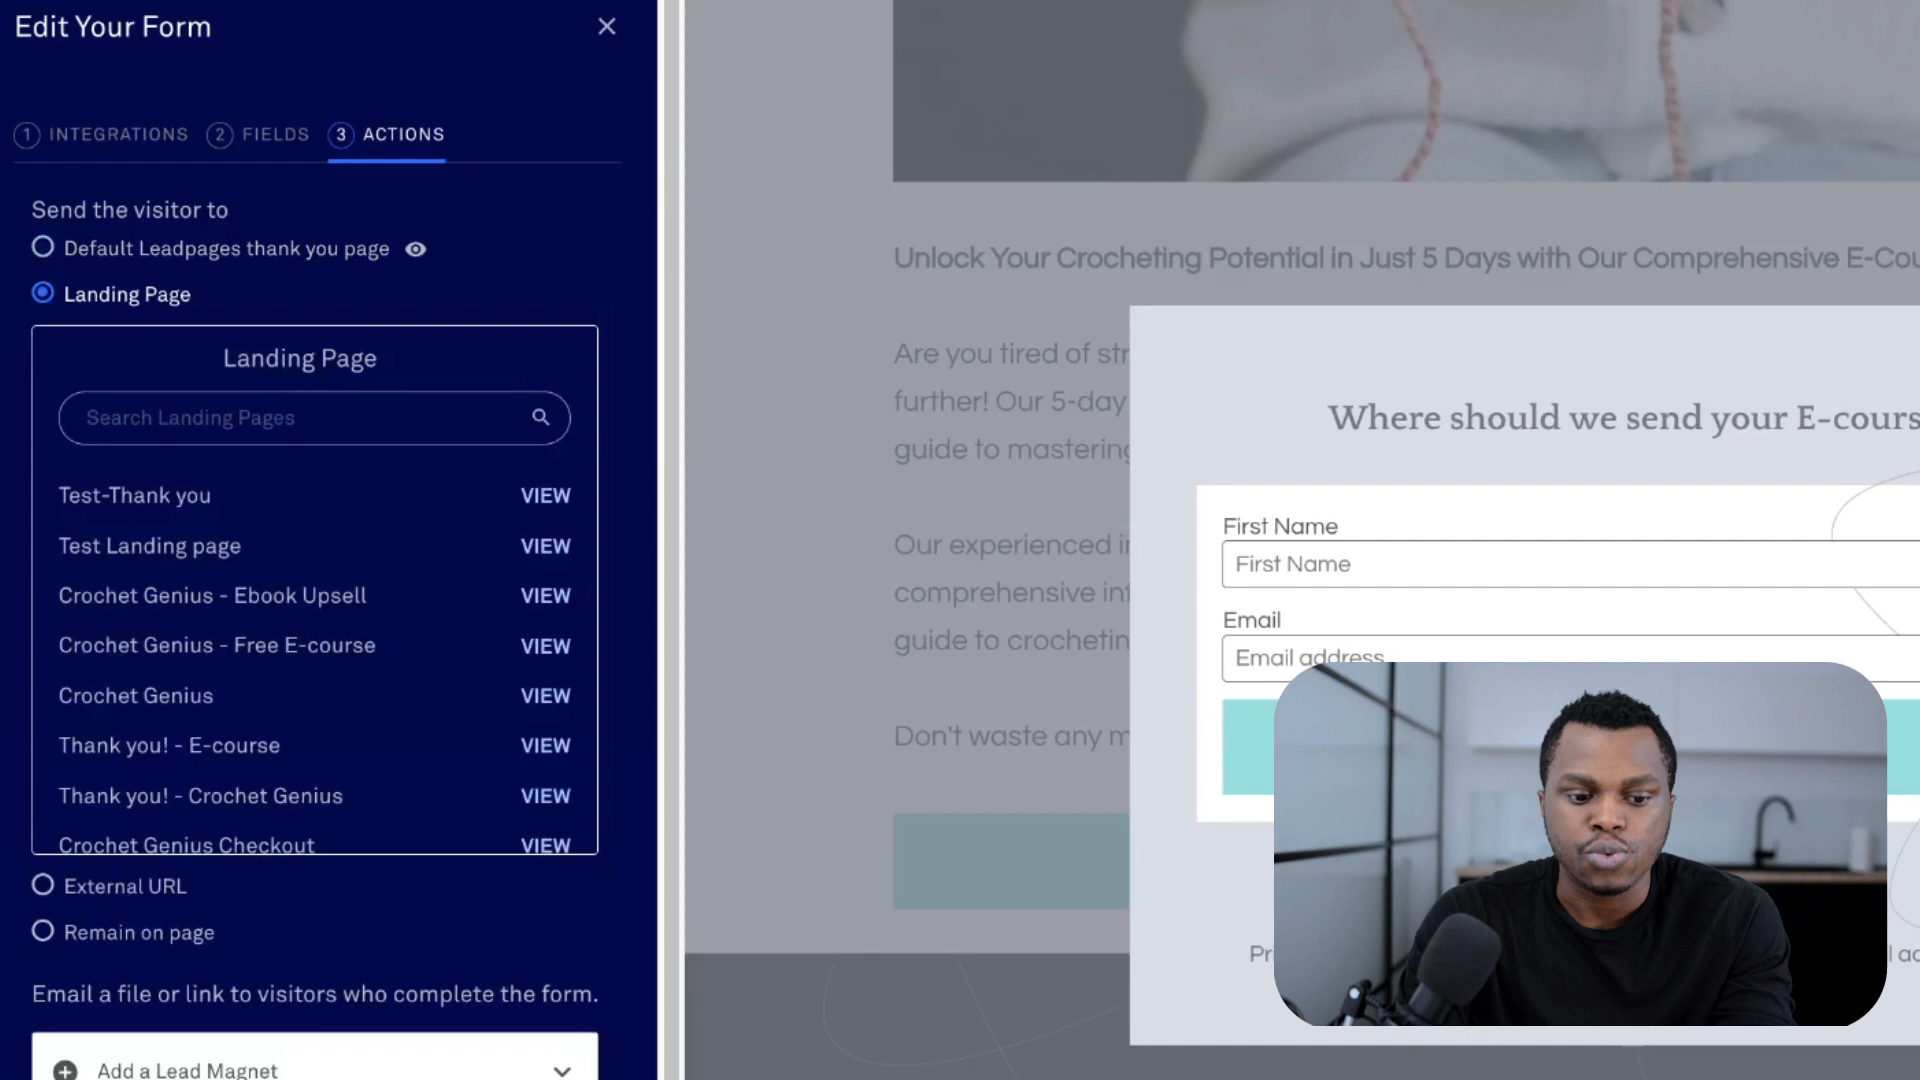 Edit Your Form
1 INTEGRATIONS 2 FIELDS 3 ACTIONS
Send the visitor to
Default Leadpages thank you page
Landing Page
Landing Page
Search Landing Pages
Test-Thank you VIEW
Test Landing page VIEW
Crochet Genius - Ebook Upsell VIEW
Crochet Genius - Free E-course VIEW
Crochet Genius VIEW
Thank you! - E-course VIEW
Thank you! - Crochet Genius VIEW
Crochet Genius Checkout VIEW
External URL
Remain on page
Email a file or link to visitors who complete the form.
Add a Lead Magnet
Unlock Your Crocheting Potential in Just 5 Days with Our Comprehensive E-Cou
Are you tired of str
further! Our 5-day
guide to mastering
Our experienced in
comprehensive int
guide to crochetin
Don't waste any m
Where should we send your E-cours
First Name
First Name
Email
Email address
Pri